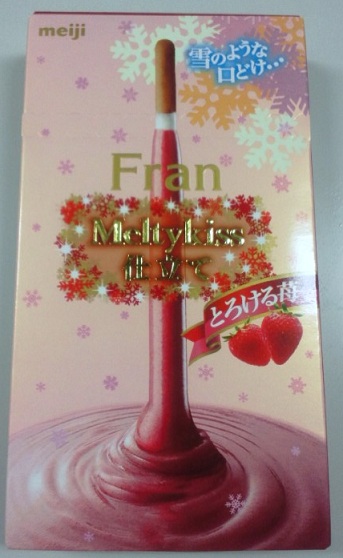 meiji
雪のような
口どけ…
Fran
Meltykiss
仕立て
とろける苺